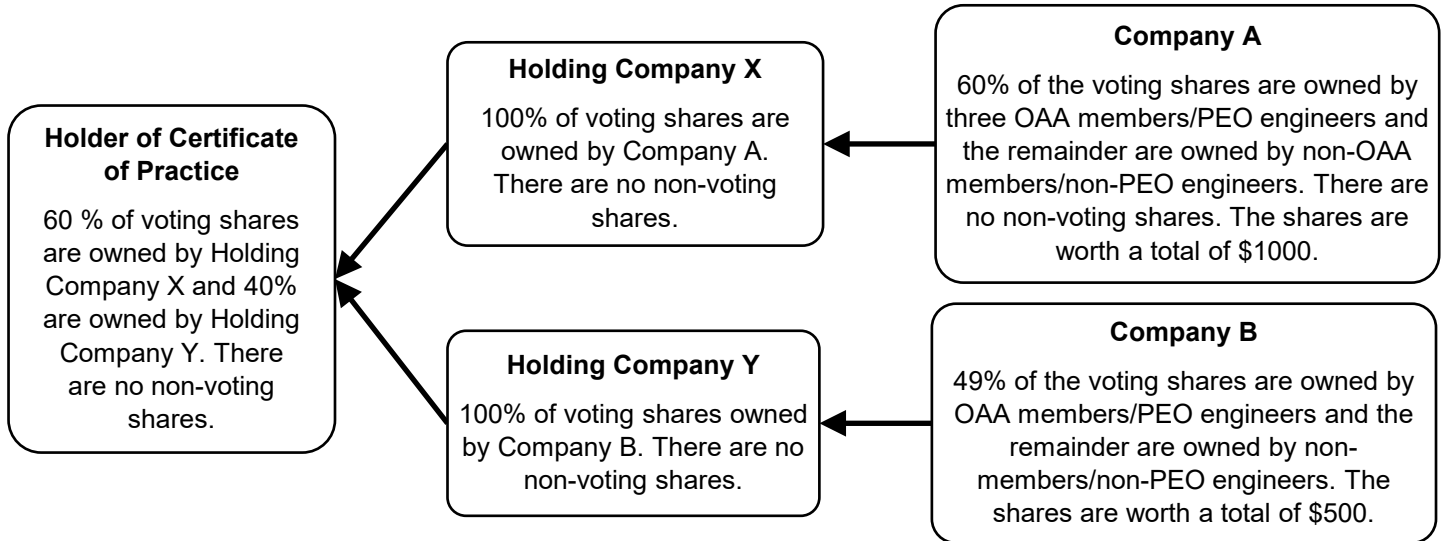 Holder of Certificate
of Practice
60 % of voting shares
are owned by Holding
Company X and 40%
are owned by Holding
Company Y. There
are no non-voting
shares.
Holding Company X
100% of voting shares are
owned by Company A.
There are no non-voting
shares.
Company A
60% of the voting shares are owned by
three OAA members/PEO engineers and
the remainder are owned by non-OAA
members/non-PEO engineers. There are
no non-voting shares. The shares are
worth a total of $1000.
Holding Company Y
100% of voting shares owned
by Company B. There are no
non-voting shares.
Company B
49% of the voting shares are owned by
OAA members/PEO engineers and the
remainder are owned by non-
members/non-PEO engineers. The
shares are worth a total of $500.